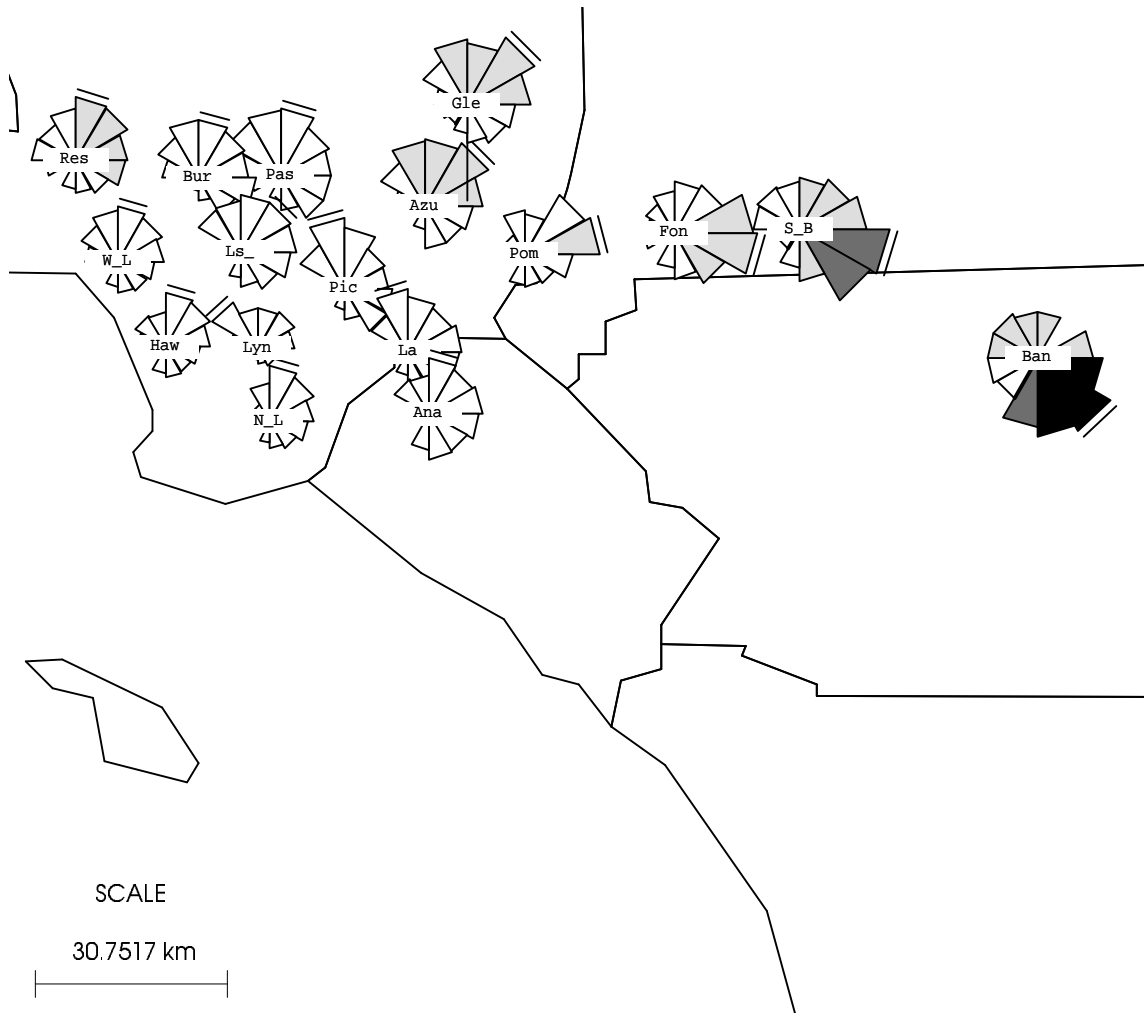 Gle
Res
Bur
Pas
Azu
W_L
Ls_
Pom
Fon
S_B
Pic
Haw
Lyn
La
Ban
N_L
Ana
SCALE
30.7517 km